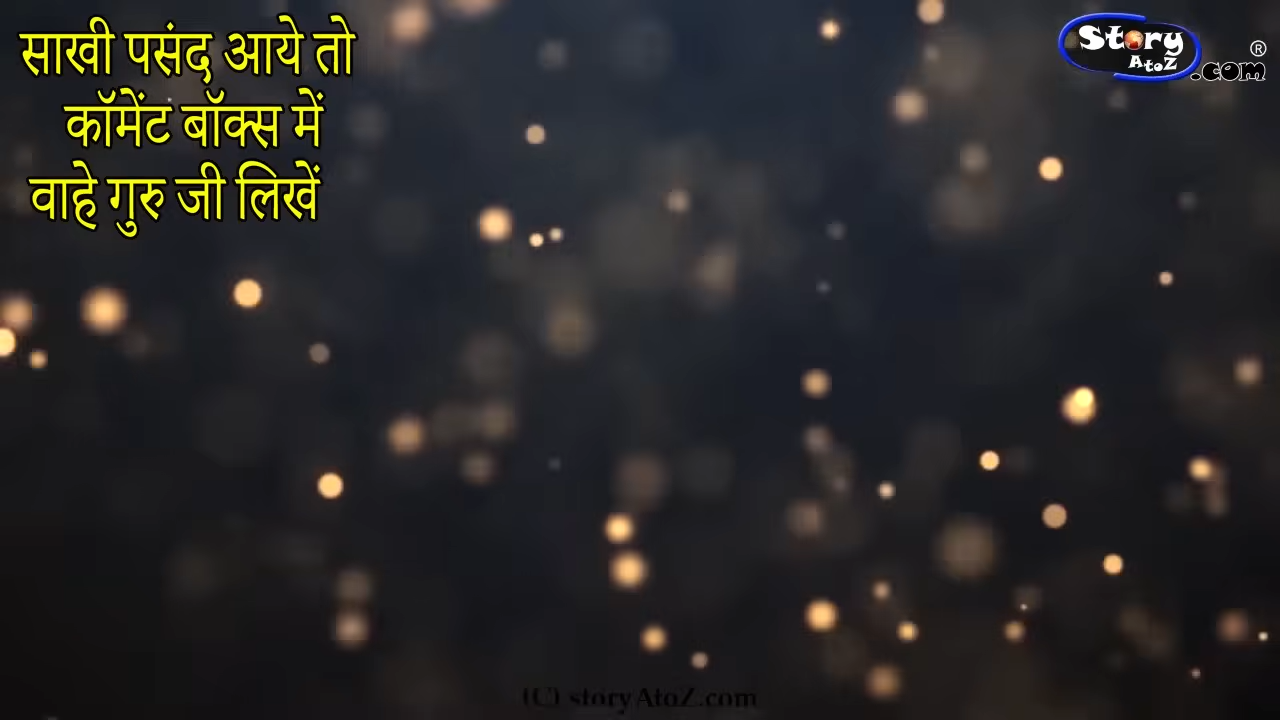 साखी पसंद आये तो
कॉमेंट बॉक्स में
वाहे गुरु जी लिखें
Story
AtoZ
.com
®
(C) storyAtoZ.com